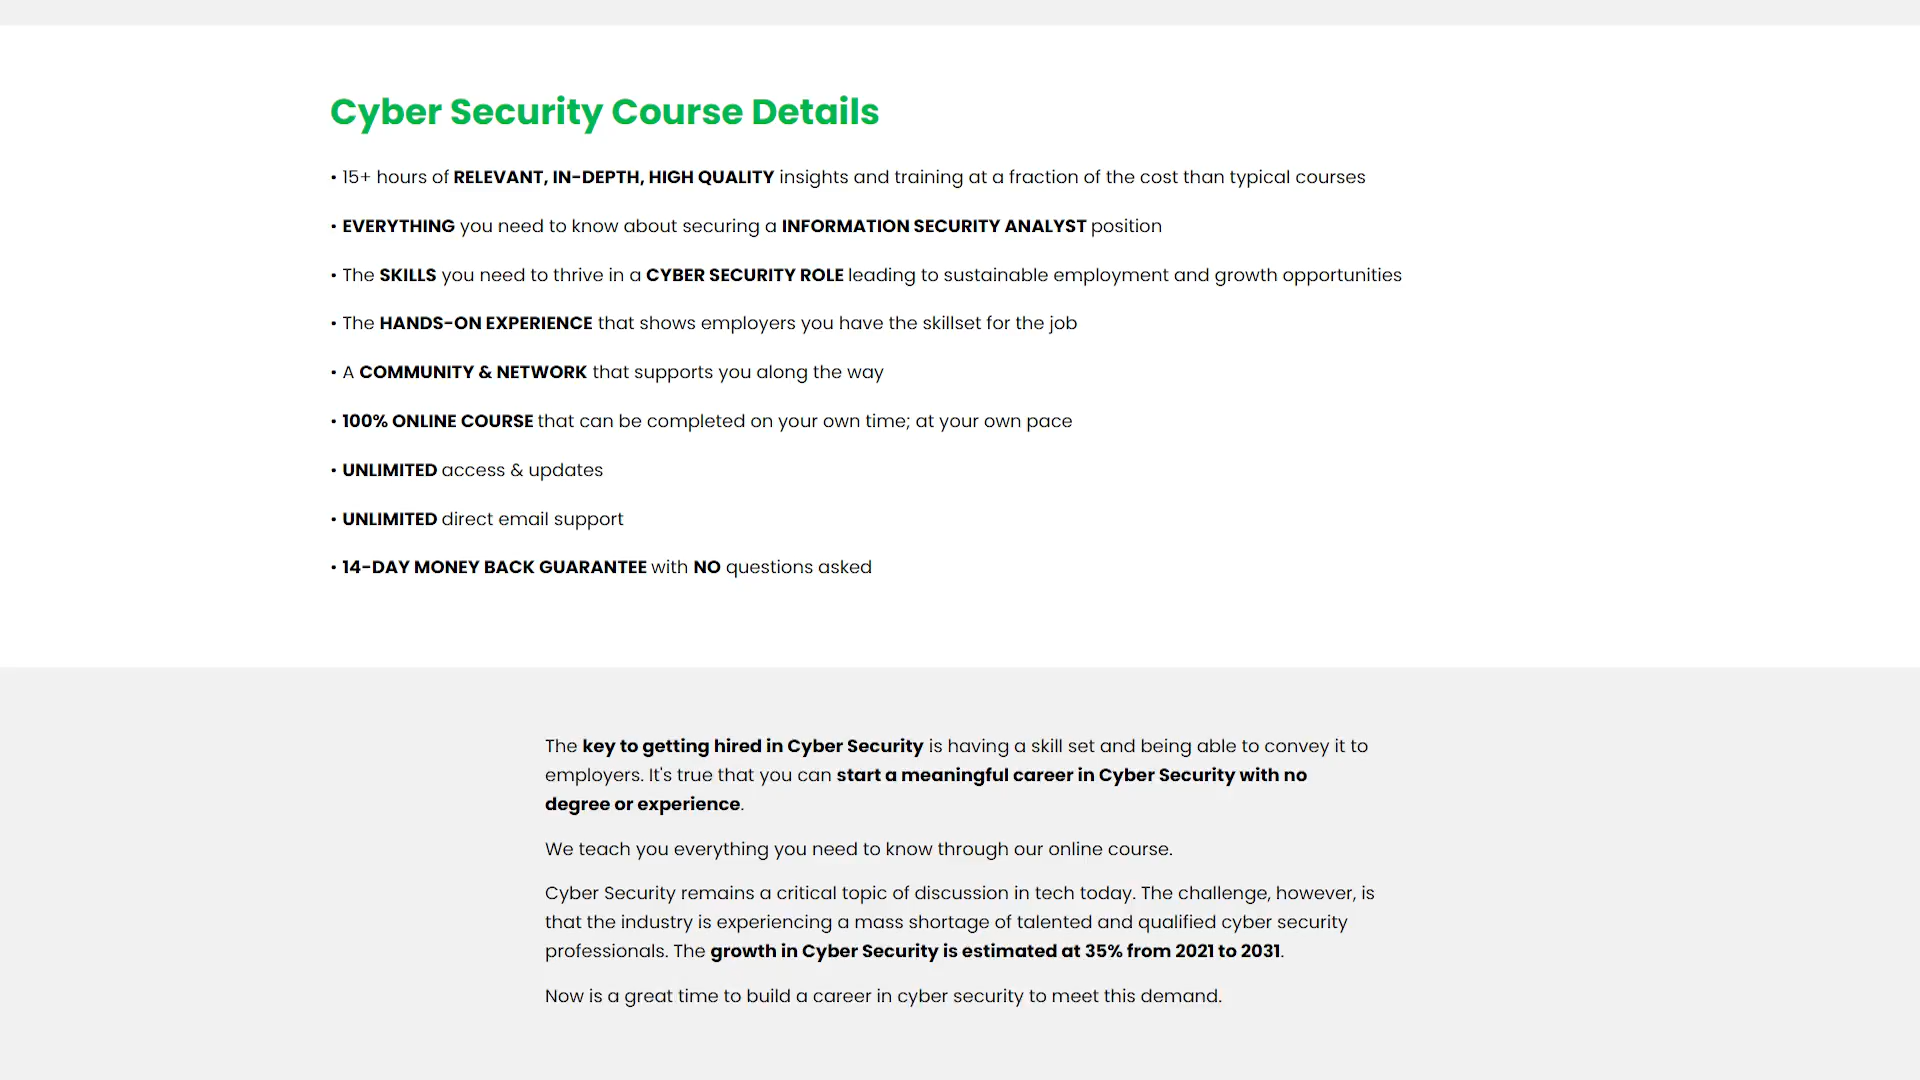 Cyber Security Course Details
• 15+ hours of RELEVANT, IN-DEPTH, HIGH QUALITY insights and training at a fraction of the cost than typical courses
• EVERYTHING you need to know about securing a INFORMATION SECURITY ANALYST position
• The SKILLS you need to thrive in a CYBER SECURITY ROLE leading to sustainable employment and growth opportunities
• The HANDS-ON EXPERIENCE that shows employers you have the skillset for the job
• A COMMUNITY & NETWORK that supports you along the way
• 100% ONLINE COURSE that can be completed on your own time; at your own pace
• UNLIMITED access & updates
• UNLIMITED direct email support
• 14-DAY MONEY BACK GUARANTEE with NO questions asked
The key to getting hired in Cyber Security is having a skill set and being able to convey it to
employers. It's true that you can start a meaningful career in Cyber Security with no
degree or experience.
We teach you everything you need to know through our online course.
Cyber Security remains a critical topic of discussion in tech today. The challenge, however, is
that the industry is experiencing a mass shortage of talented and qualified cyber security
professionals. The growth in Cyber Security is estimated at 35% from 2021 to 2031.
Now is a great time to build a career in cyber security to meet this demand.